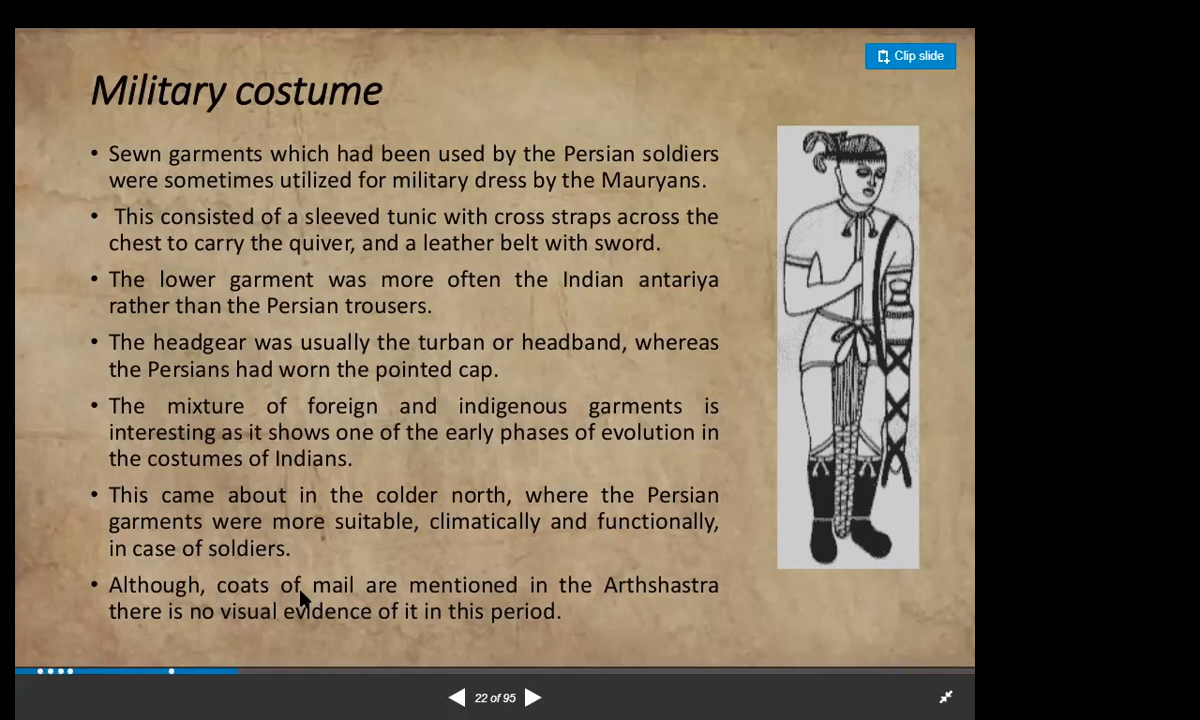 Clip slide
Military costume
• Sewn garments which had been used by the Persian soldiers
were sometimes utilized for military dress by the Mauryans.
• This consisted of a sleeved tunic with cross straps across the
chest to carry the quiver, and a leather belt with sword.
• The lower garment was more often the Indian antariya
rather than the Persian trousers.
• The headgear was usually the turban or headband, whereas
the Persians had worn the pointed cap.
• The mixture of foreign and indigenous garments is
interesting as it shows one of the early phases of evolution in
the costumes of Indians.
• This came about in the colder north, where the Persian
garments were more suitable, climatically and functionally,
in case of soldiers.
• Although, coats of mail are mentioned in the Arthshastra
there is no visual evidence of it in this period.
22 of 95